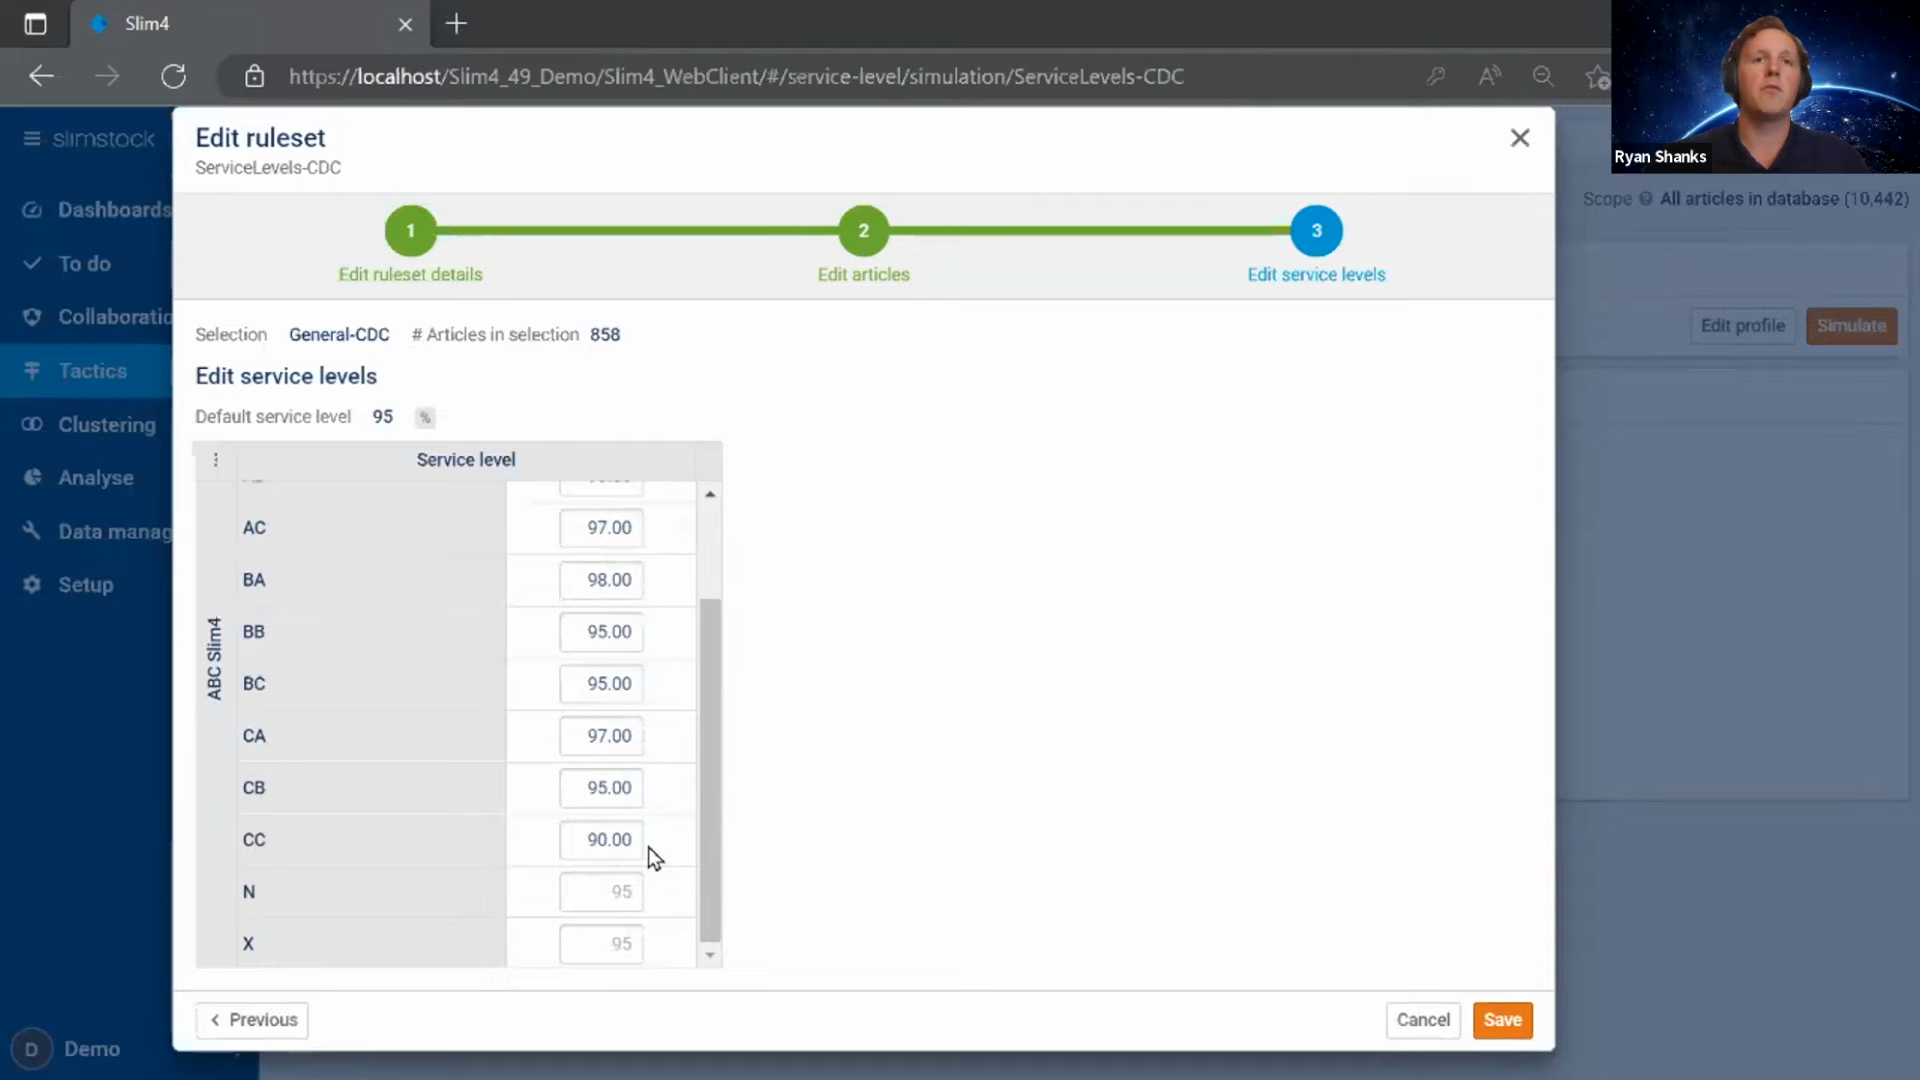 Slim4
https://localhost/Slim4_49_Demo/Slim4_WebClient/#/service-level/simulation/ServiceLevels-CDC
Ryan Shanks
slimstock
Dashboards
To do
Collaboratio
Tactics
Clustering
Analyse
Data manag
Setup
D Demo
Scope All articles in database (10,442)
Edit profile
Simulate
Edit ruleset
ServiceLevels-CDC
1 2 3
Edit ruleset details Edit articles Edit service levels
Selection General-CDC # Articles in selection 858
Edit service levels
Default service level 95 %
Service level
ABC Slim4
AC 97.00
BA 98.00
BB 95.00
BC 95.00
CA 97.00
CB 95.00
CC 90.00
N 95
X 95
Previous
Cancel
Save